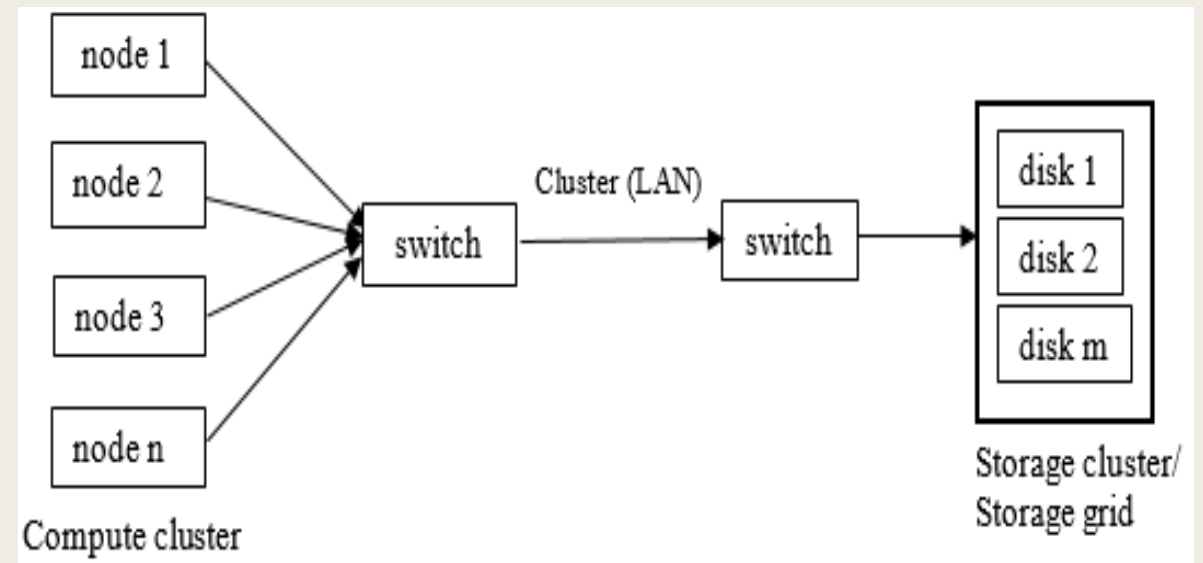 node 1
node 2
node 3
node n
Compute cluster
switch
Cluster (LAN)
switch
disk 1
disk 2
disk m
Storage cluster/
Storage grid